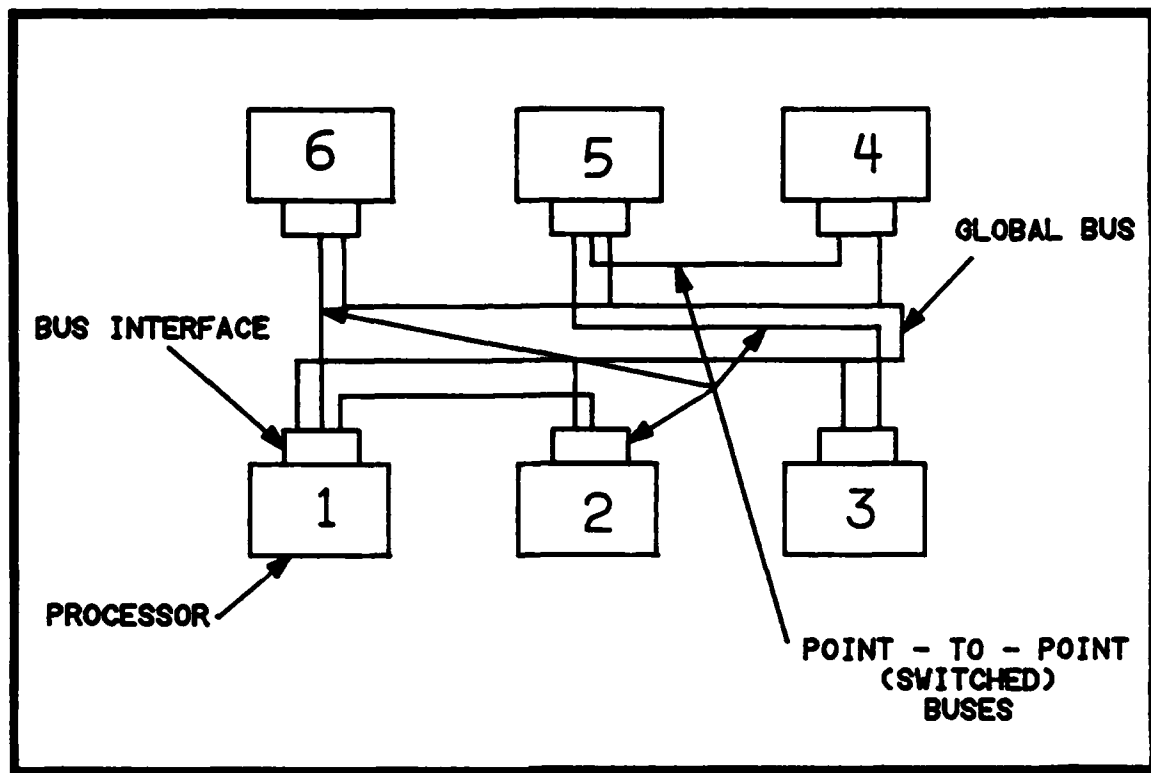 6
5
4
GLOBAL BUS
BUS INTERFACE
1
2
3
PROCESSOR
POINT - TO - POINT
(SWITCHED)
BUSES